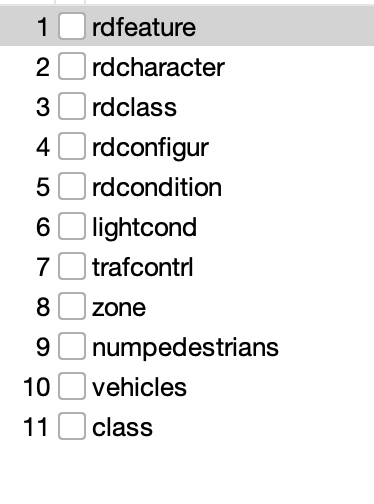 1 rdfeature
2 rdcharacter
3 rdclass
4 rdconfigur
5 rdcondition
6 lightcond
7 trafcontrl
8 zone
9 numpedestrians
10 vehicles
11 class